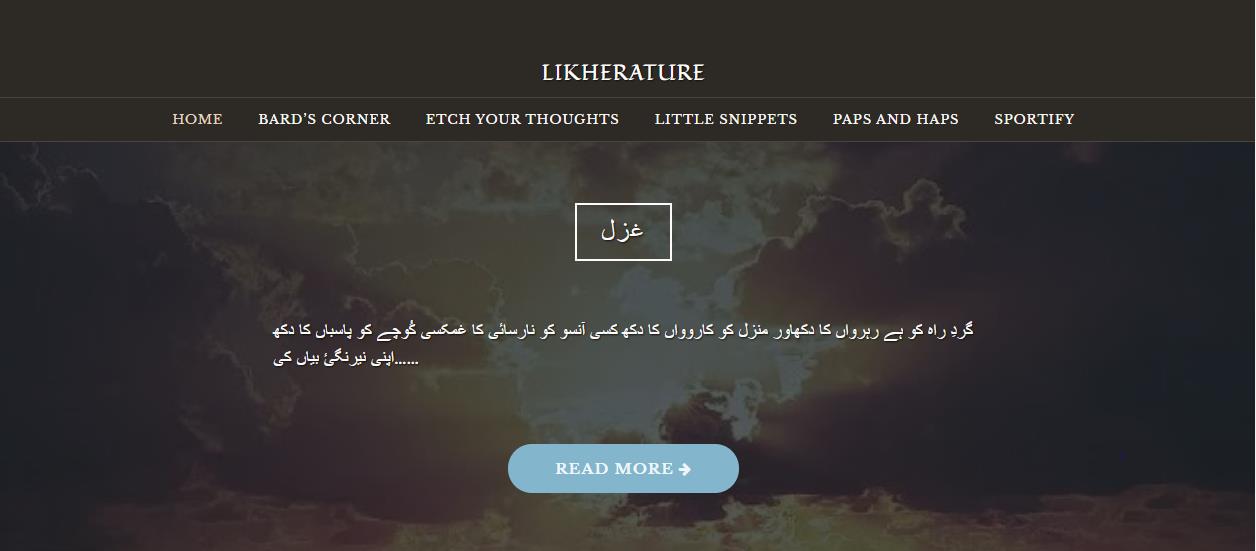 LIKHERATURE
HOME BARD'S CORNER ETCH YOUR THOUGHTS LITTLE SNIPPETS PAPS AND HAPS SPORTIFY
غزل
گردِ راہ کو ہے رہرواں کا دکھاور منزل کو کاروواں کا دکھ کسی آنسو کو نارسائی کا غمکسی کُوچے کو پاسباں کا دکھ
اپنی نیرنگیٔ بیاں کی......
READ MORE